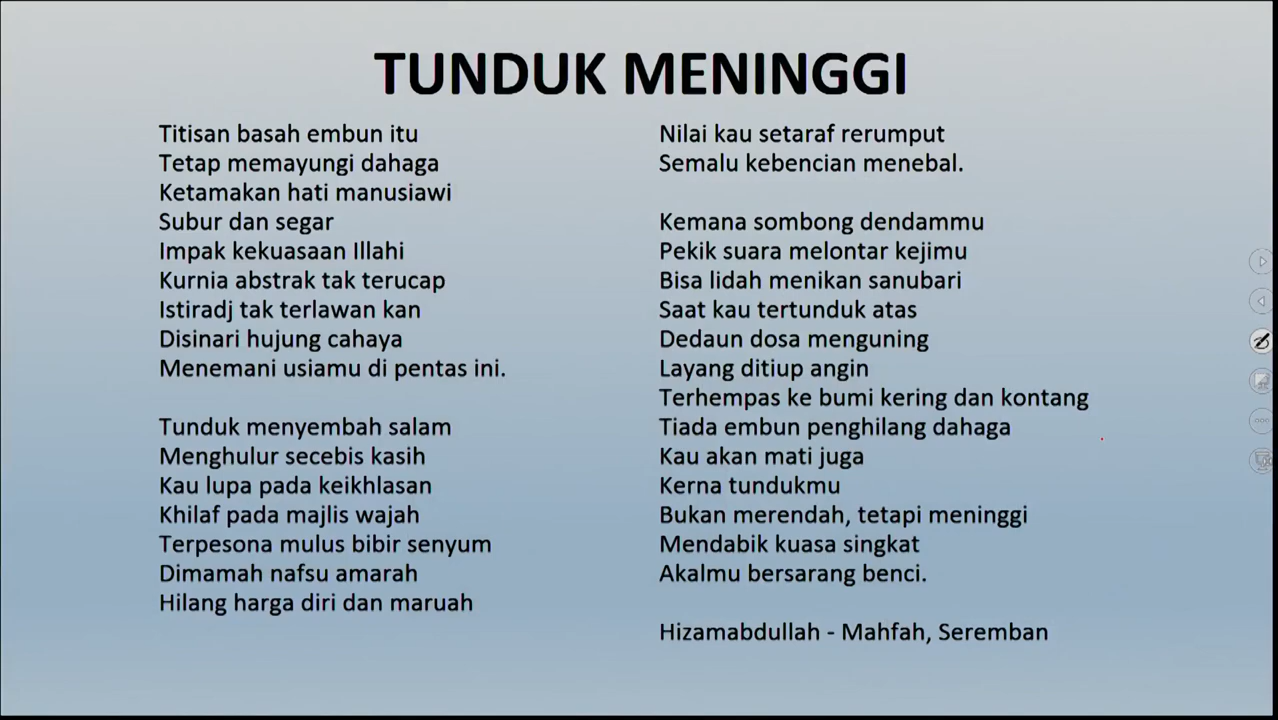 TUNDUK MENINGGI
Titisan basah embun itu
Tetap memayungi dahaga
Ketamakan hati manusiawi
Subur dan segar
Impak kekuasaan Illahi
Kurnia abstrak tak terucap
Istiradj tak terlawan kan
Disinari hujung cahaya
Menemani usiamu di pentas ini.
Tunduk menyembah salam
Menghulur secebis kasih
Kau lupa pada keikhlasan
Khilaf pada majlis wajah
Terpesona mulus bibir senyum
Dimamah nafsu amarah
Hilang harga diri dan maruah
Nilai kau setaraf rerumput
Semalu kebencian menebal.
Kemana sombong dendammu
Pekik suara melontar kejimu
Bisa lidah menikan sanubari
Saat kau tertunduk atas
Dedaun dosa menguning
Layang ditiup angin
Terhempas ke bumi kering dan kontang
Tiada embun penghilang dahaga
Kau akan mati juga
Kerna tundukmu
Bukan merendah, tetapi meninggi
Mendabik kuasa singkat
Akalmu bersarang benci.
Hizamabdullah - Mahfah, Seremban